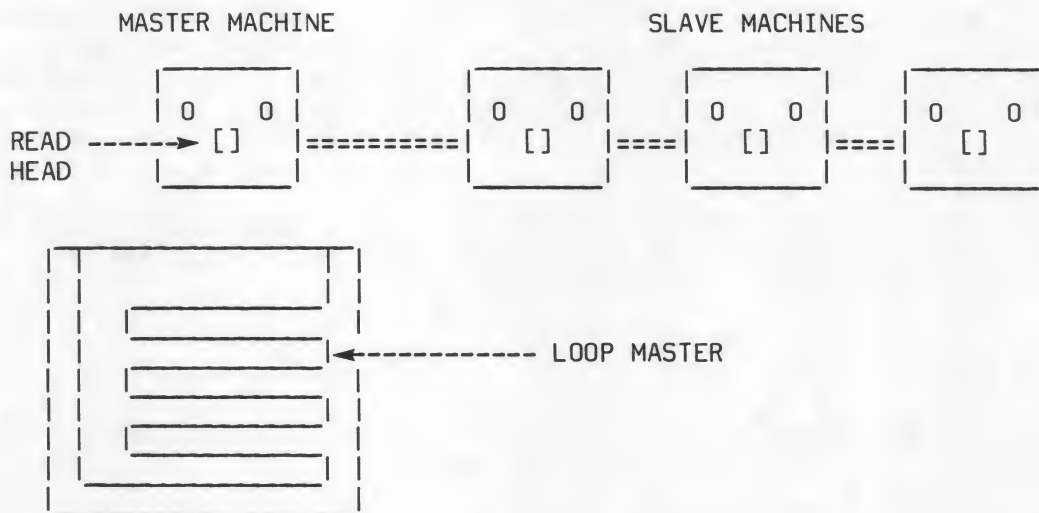 MASTER MACHINE SLAVE MACHINES
O O O O O O O O
READ [] [] [] []
HEAD
LOOP MASTER